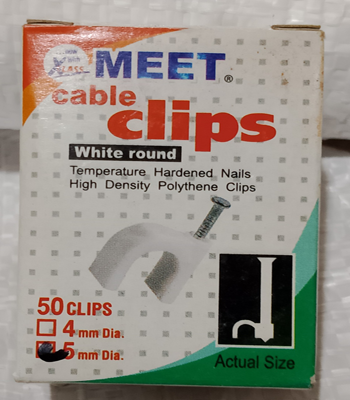 MEET®
cable
clips
White round
Temperature Hardened Nails
High Density Polythene Clips
50 CLIPS
4 mm Dia.
5 mm Dia.
Actual Size